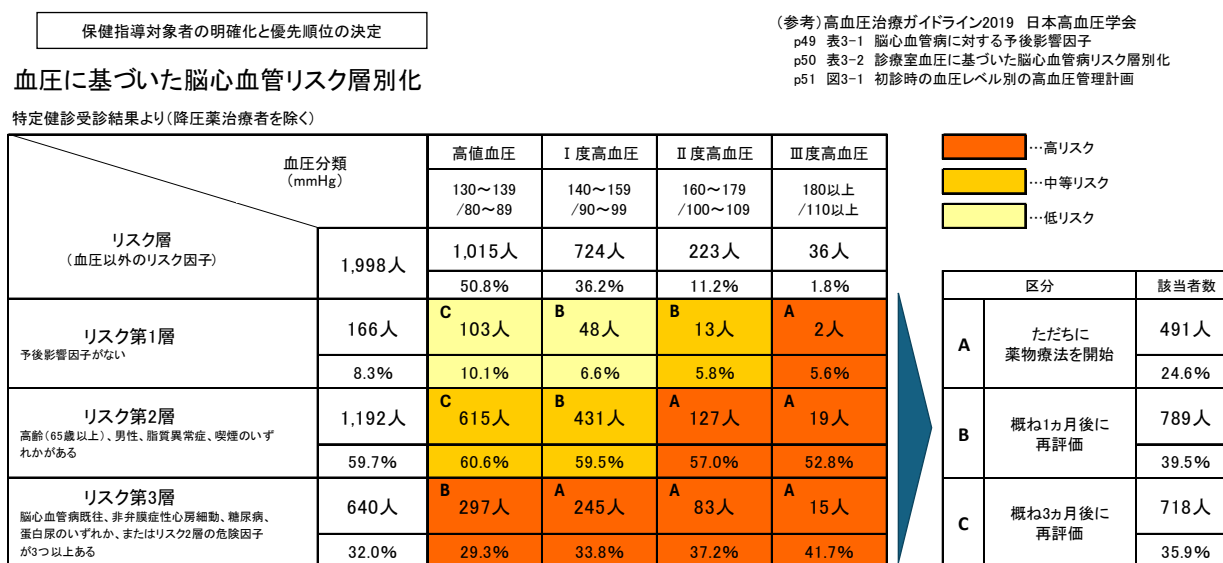 保健指導対象者の明確化と優先順位の決定
(参考)高血圧治療ガイドライン2019 日本高血圧学会
p49 表3-1 脳心血管病に対する予後影響因子
p50 表3-2 診療室血圧に基づいた脳心血管病リスク層別化
p51 図3-1 初診時の血圧レベル別の高血圧管理計画
血圧に基づいた脳心血管リスク層別化
特定健診受診結果より(降圧薬治療者を除く)
血圧分類
(mmHg)
リスク層
(血圧以外のリスク因子)
高値血圧 Ⅰ度高血圧 Ⅱ度高血圧 Ⅲ度高血圧
130～139 140～159 160～179 180以上
/80～89 /90～99 /100～109 /110以上
1,998人 1,015人 724人 223人 36人
50.8% 36.2% 11.2% 1.8%
リスク第1層
予後影響因子がない
166人 C 103人 B 48人 B 13人 A 2人
8.3% 10.1% 6.6% 5.8% 5.6%
リスク第2層
高齢(65歳以上)、男性、脂質異常症、喫煙のいず
れかがある
1,192人 C 615人 B 431人 A 127人 A 19人
59.7% 60.6% 59.5% 57.0% 52.8%
リスク第3層
脳心血管病既往、非弁膜症性心房細動、糖尿病、
蛋白尿のいずれか、またはリスク2層の危険因子
が3つ以上ある
640人 B 297人 A 245人 A 83人 A 15人
32.0% 29.3% 33.8% 37.2% 41.7%
…高リスク
…中等リスク
…低リスク
区分 該当者数
A ただちに
薬物療法を開始
491人
24.6%
B 概ね1ヵ月後に
再評価
789人
39.5%
C 概ね3ヵ月後に
再評価
718人
35.9%